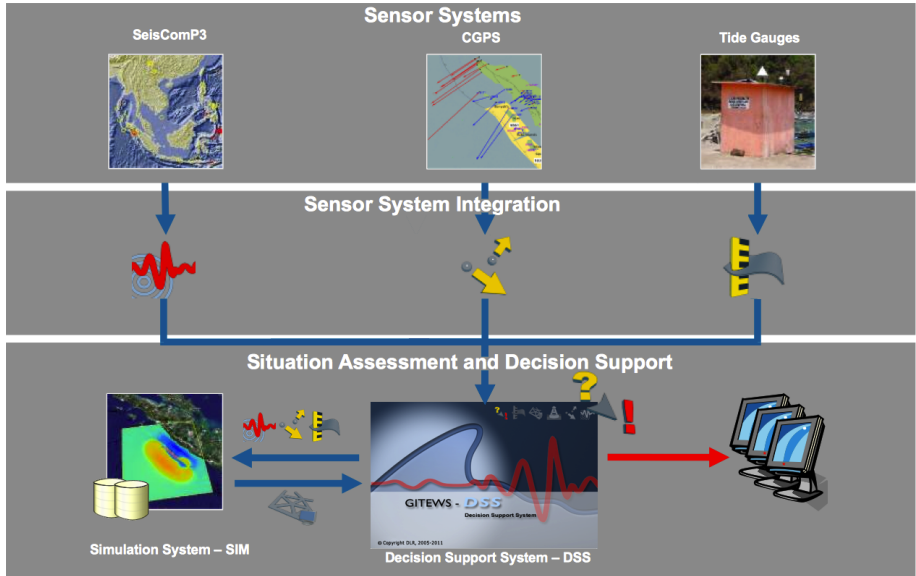 Sensor Systems
SeisComP3
CGPS
Tide Gauges
Sensor System Integration
Situation Assessment and Decision Support
GITEWS - DSS
Decision Support System
© Copyright DLR, 2005-2011
Simulation System – SIM
Decision Support System – DSS